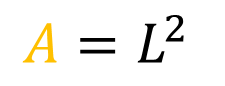 A = L²